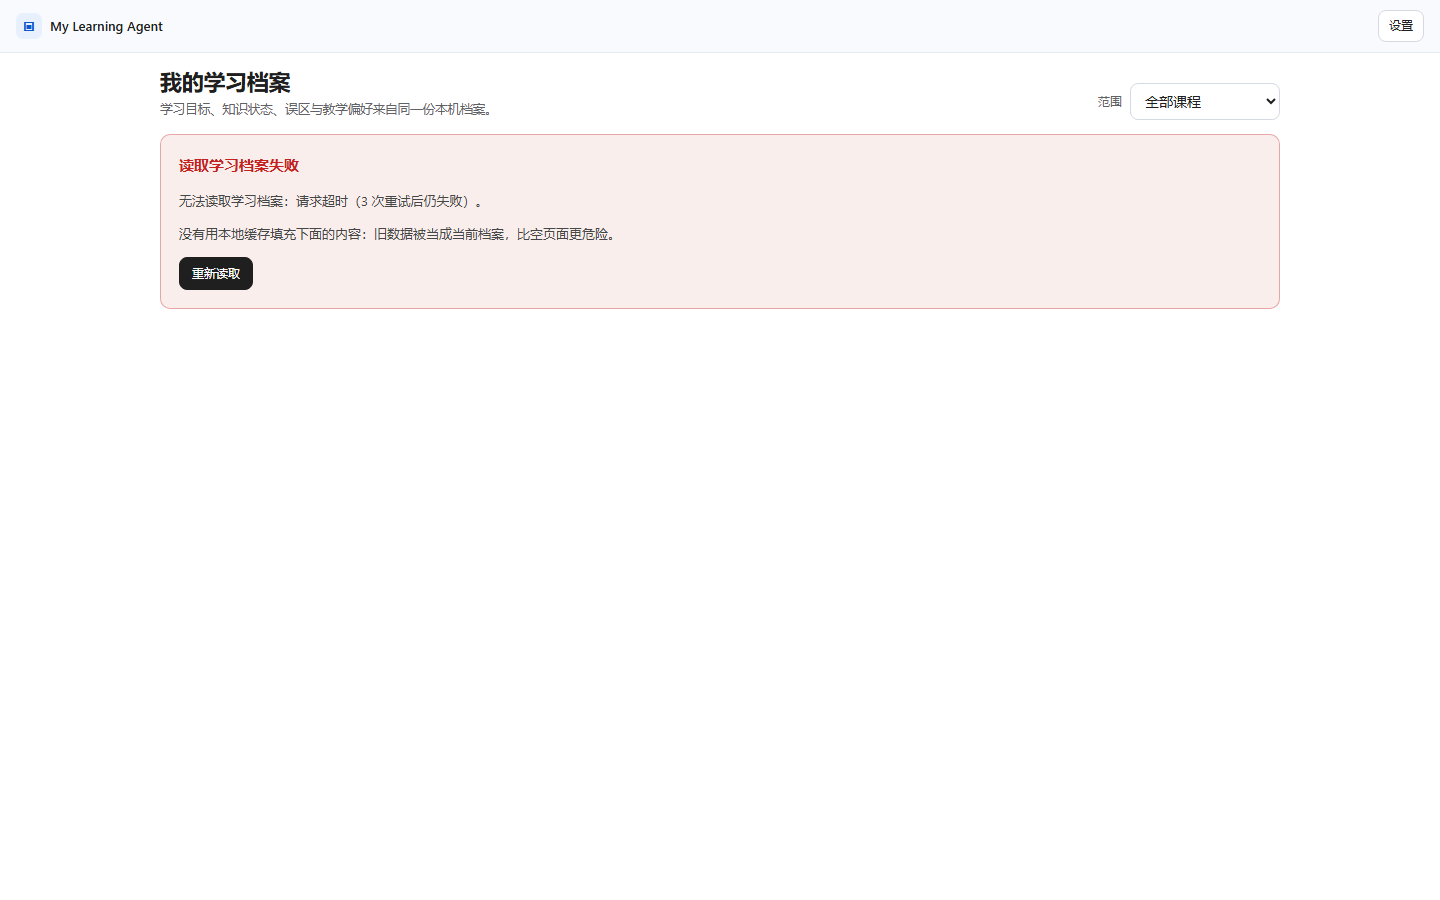 My Learning Agent
设置
我的学习档案
学习目标、知识状态、误区与教学偏好来自同一份本机档案。
范围
全部课程
读取学习档案失败
无法读取学习档案：请求超时（3 次重试后仍失败）。
没有用本地缓存填充下面的内容：旧数据被当成当前档案，比空页面更危险。
重新读取